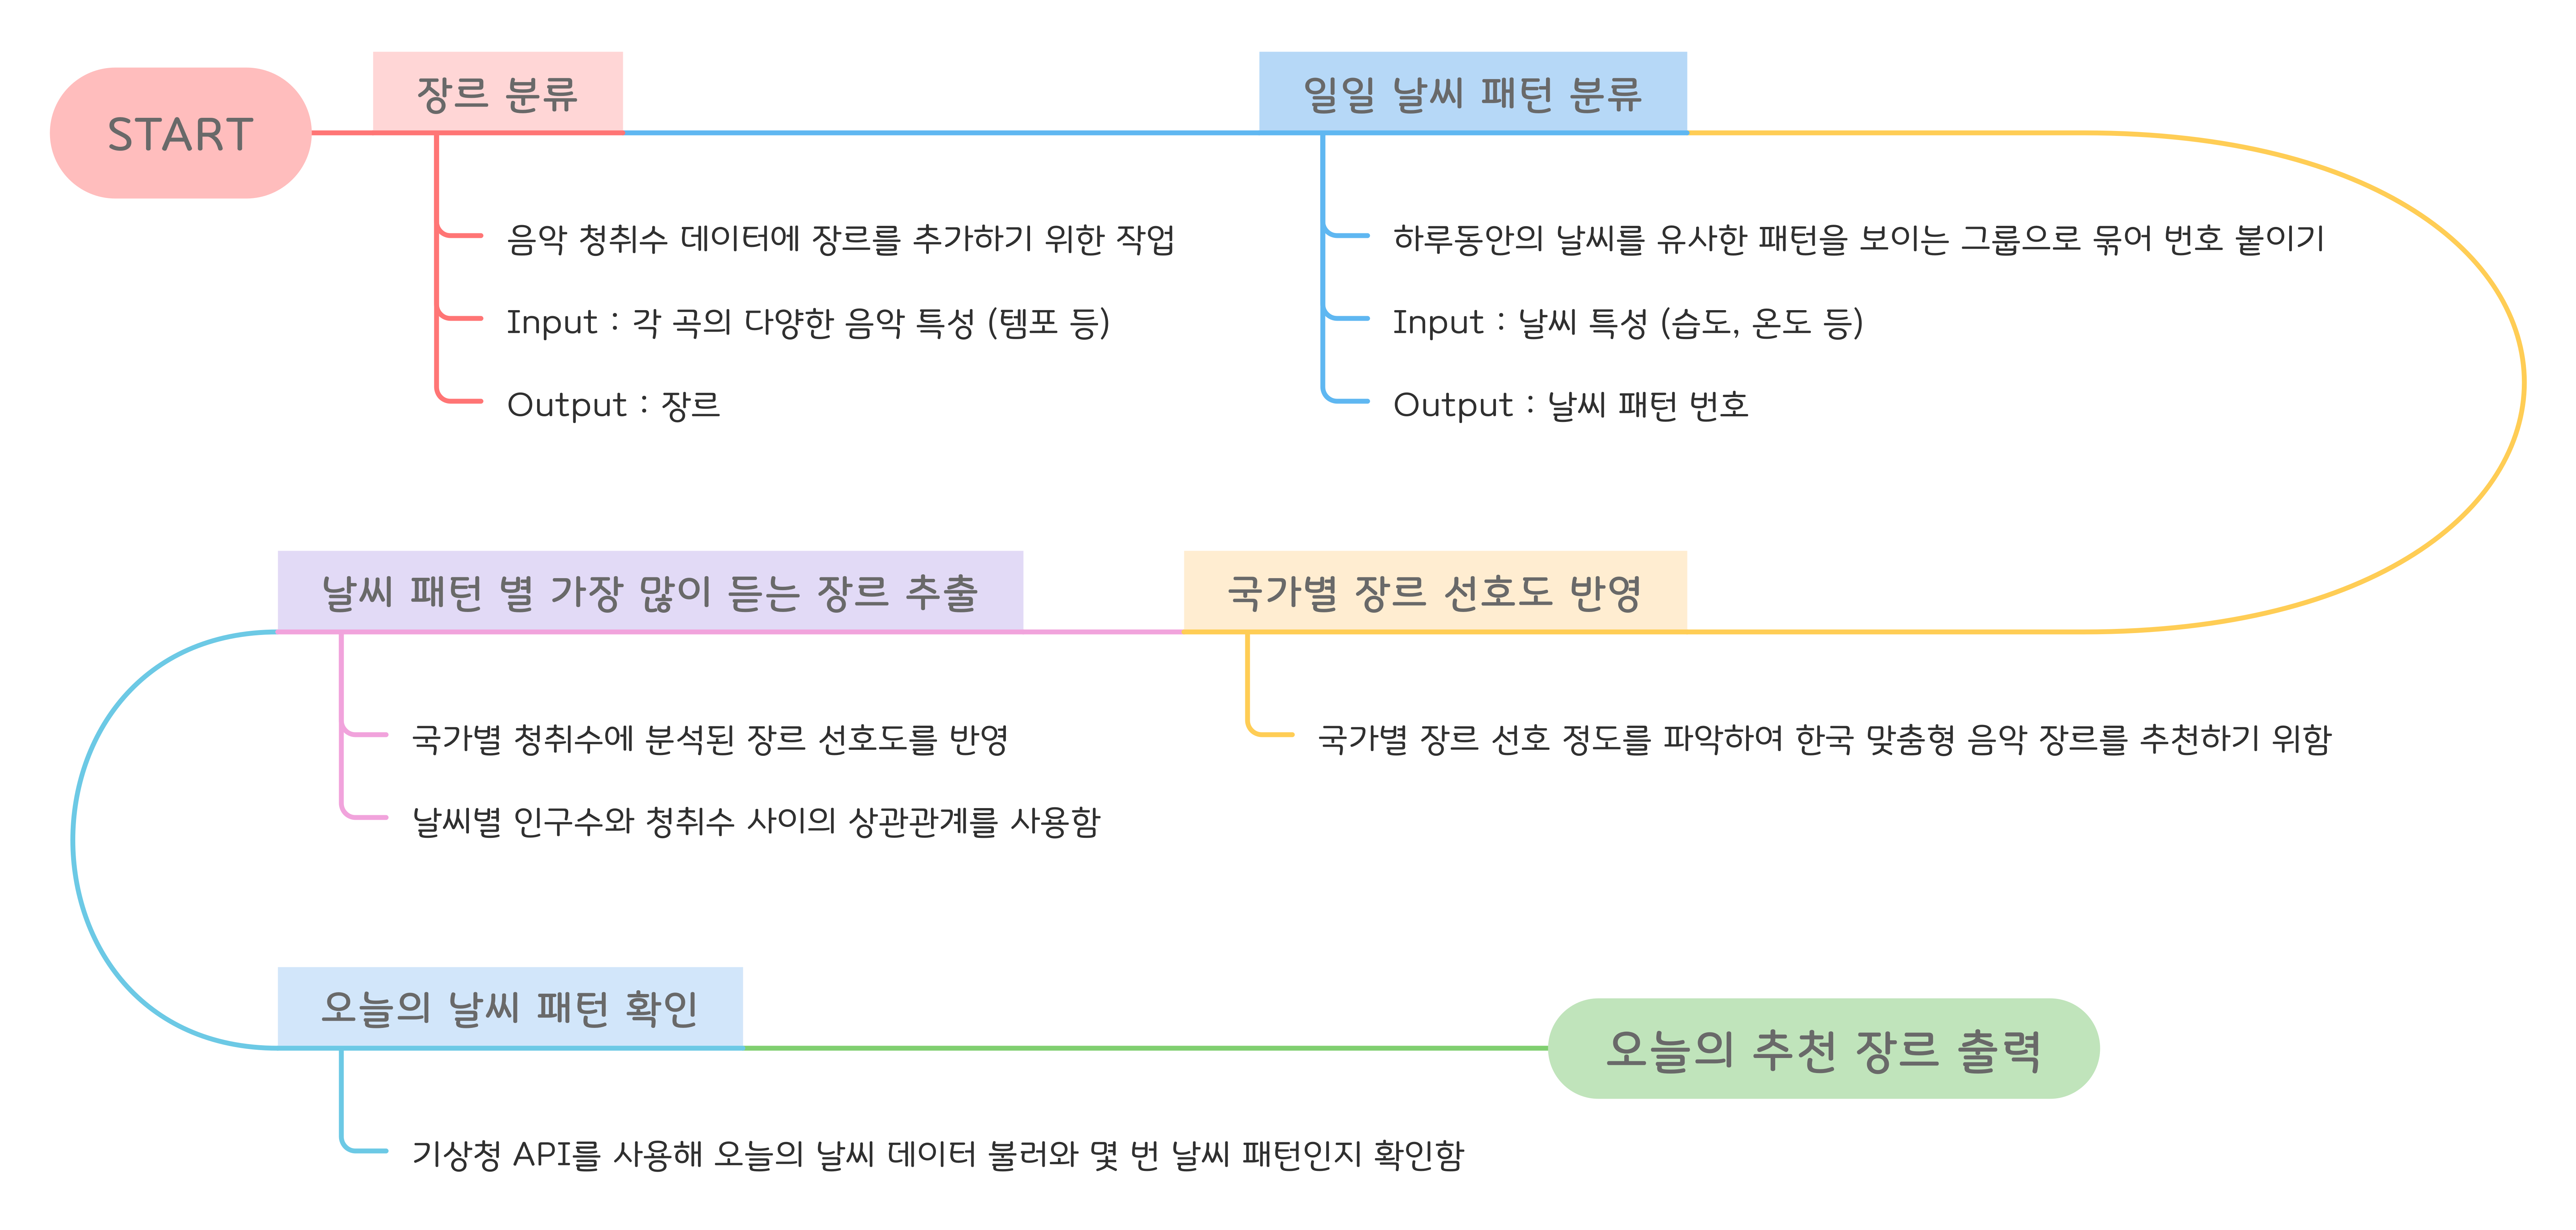 START
장르 분류
음악 청취수 데이터에 장르를 추가하기 위한 작업
Input : 각 곡의 다양한 음악 특성 (템포 등)
Output : 장르
일일 날씨 패턴 분류
하루동안의 날씨를 유사한 패턴을 보이는 그룹으로 묶어 번호 붙이기
Input : 날씨 특성 (습도, 온도 등)
Output : 날씨 패턴 번호
국가별 장르 선호도 반영
국가별 장르 선호 정도를 파악하여 한국 맞춤형 음악 장르를 추천하기 위함
날씨 패턴 별 가장 많이 듣는 장르 추출
국가별 청취수에 분석된 장르 선호도를 반영
날씨별 인구수와 청취수 사이의 상관관계를 사용함
오늘의 날씨 패턴 확인
기상청 API를 사용해 오늘의 날씨 데이터 불러와 몇 번 날씨 패턴인지 확인함
오늘의 추천 장르 출력